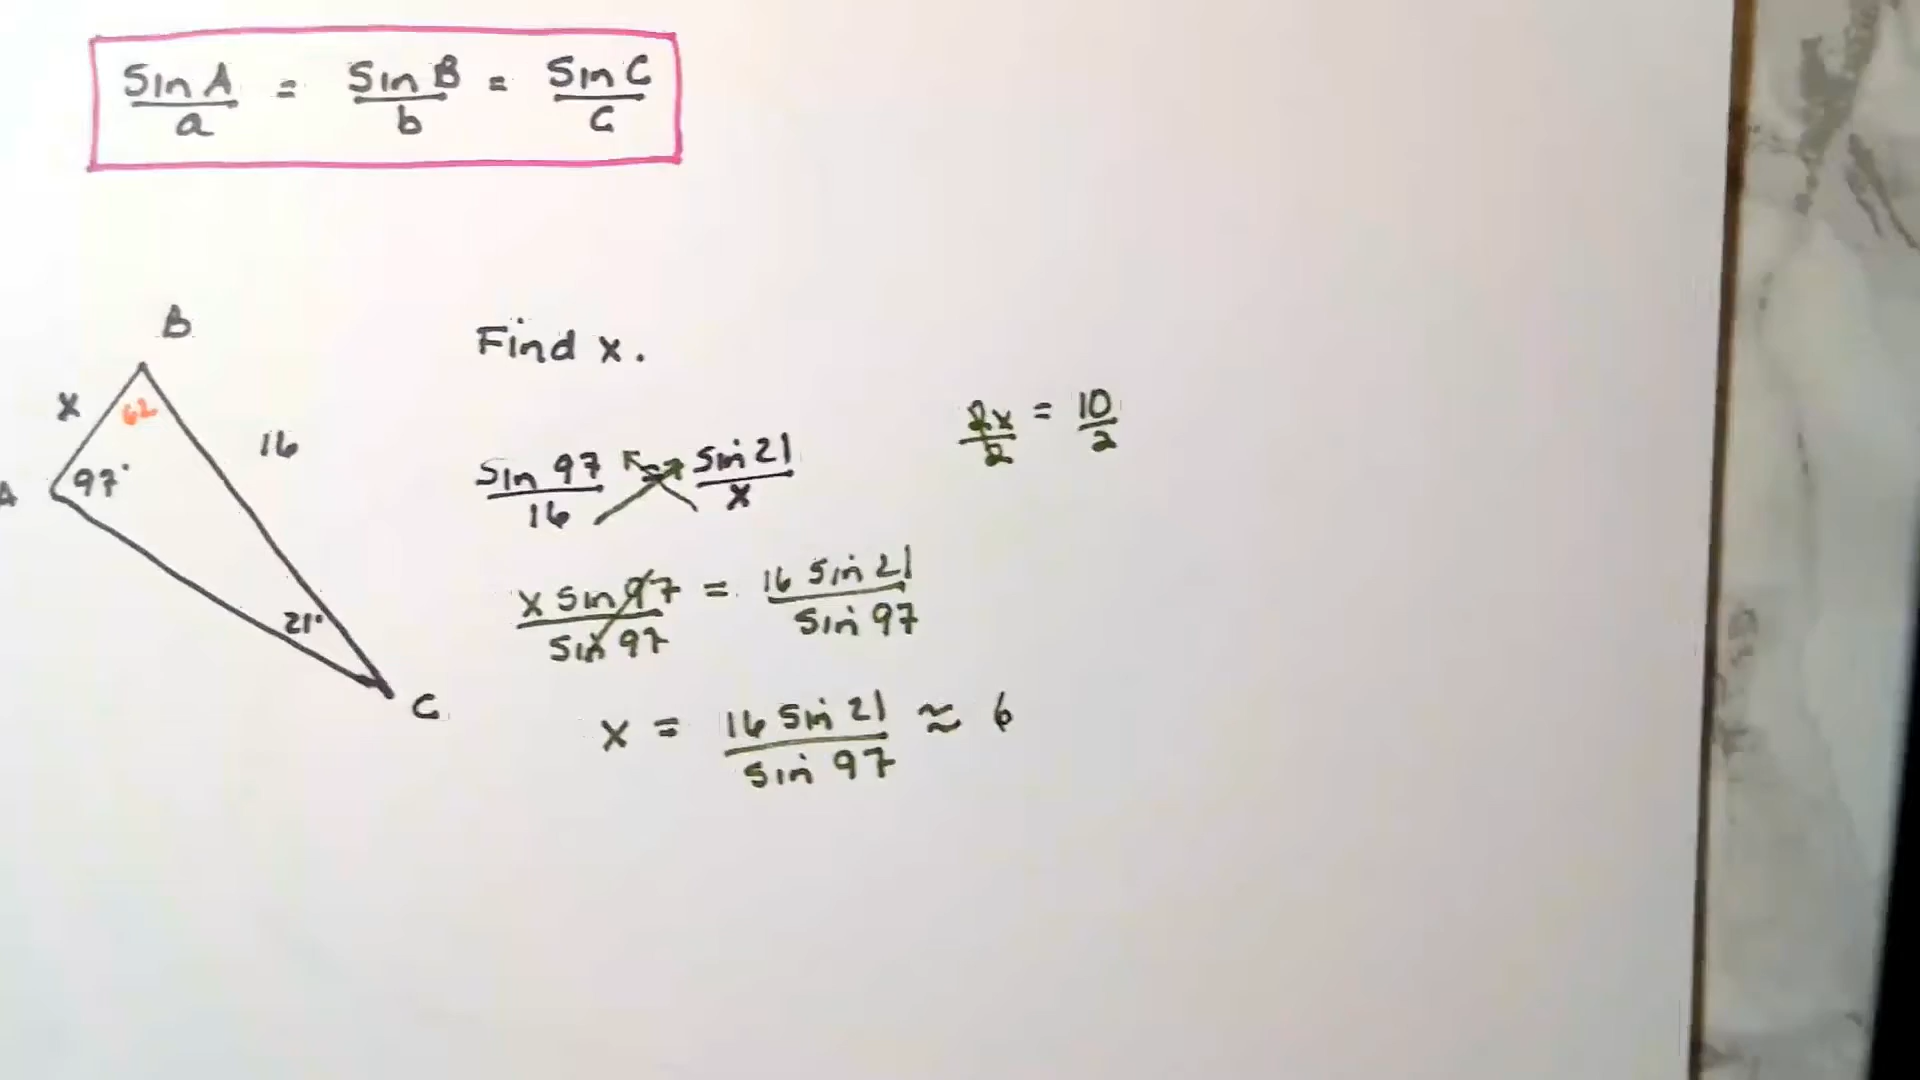 Sin A / a = Sin B / b = Sin C / c
B
Find x.
x
62
16
2x / 2 = 10 / 2
A
97°
Sin 97 / 16 = Sin 21 / x
x Sin 97 / Sin 97 = 16 Sin 21 / Sin 97
21°
C
x = 16 Sin 21 / Sin 97 ≈ 6